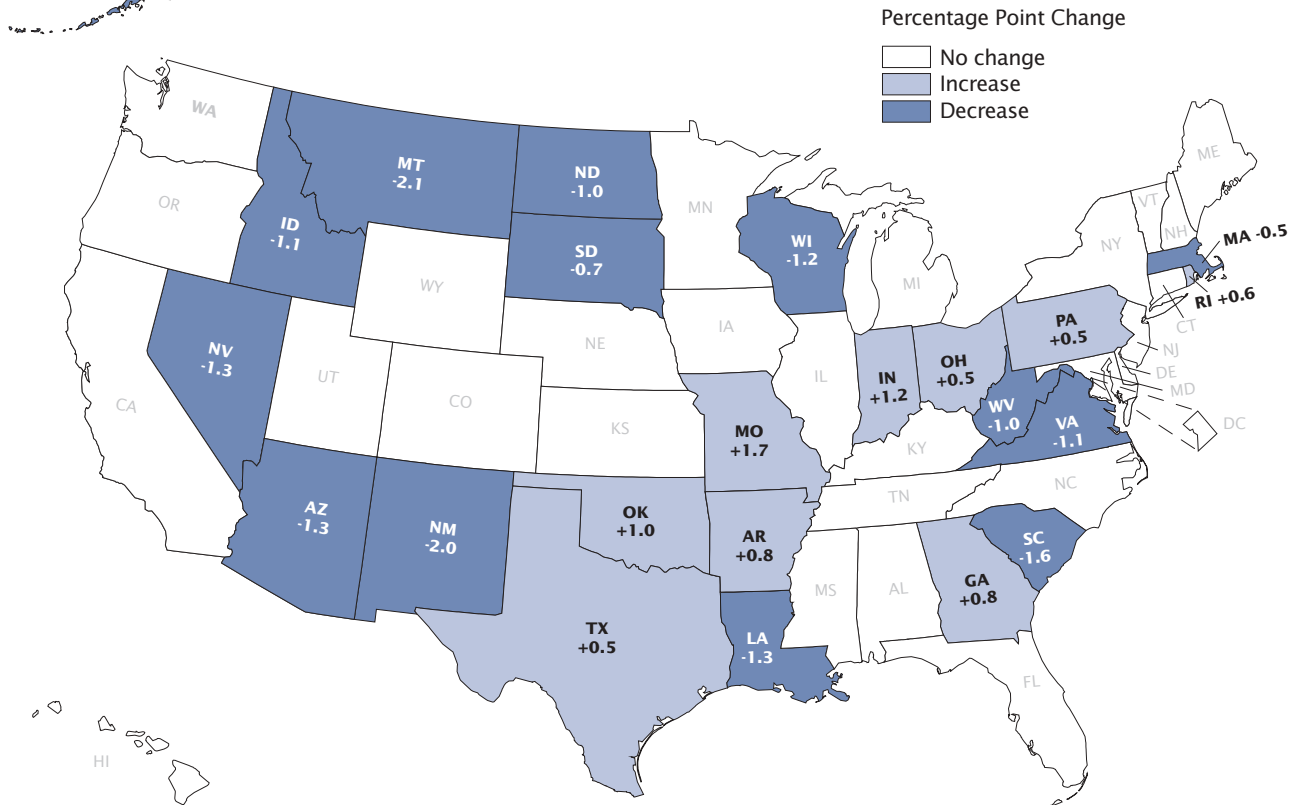 Percentage Point Change
No change
Increase
Decrease
WA
MT
-2.1
ND
-1.0
MN
ME
OR
ID
-1.1
SD
-0.7
WI
-1.2
MI
NY
VT
NH
MA -0.5
RI +0.6
CT
WY
IA
PA
+0.5
NJ
DE
MD
DC
NV
-1.3
UT
NE
IL
IN
+1.2
OH
+0.5
WV
-1.0
VA
-1.1
CA
CO
KS
MO
+1.7
KY
NC
TN
AZ
-1.3
NM
-2.0
OK
+1.0
AR
+0.8
SC
-1.6
MS
AL
GA
+0.8
TX
+0.5
LA
-1.3
FL
HI